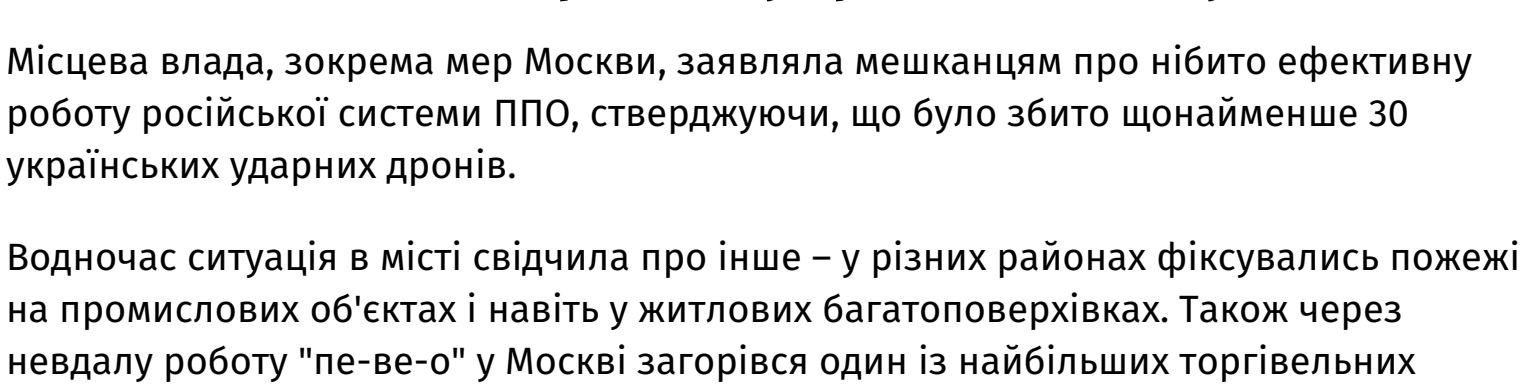 Місцева влада, зокрема мер Москви, заявляла мешканцям про нібито ефективну
роботу російської системи ППО, стверджуючи, що було збито щонайменше 30
українських ударних дронів.
Водночас ситуація в місті свідчила про інше – у різних районах фіксувались пожежі
на промислових об'єктах і навіть у житлових багатоповерхівках. Також через
невдалу роботу "пе-ве-о" у Москві загорівся один із найбільших торгівельних